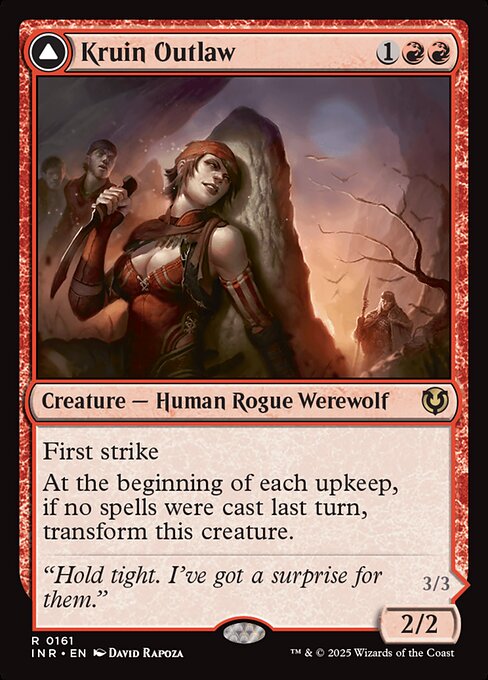 Kruin Outlaw 1
Creature — Human Rogue Werewolf
First strike
At the beginning of each upkeep,
if no spells were cast last turn,
transform this creature.
“Hold tight. I’ve got a surprise for
them.”
3/3
2/2
R 0161
INR • EN David Rapoza
™ & © 2025 Wizards of the Coast